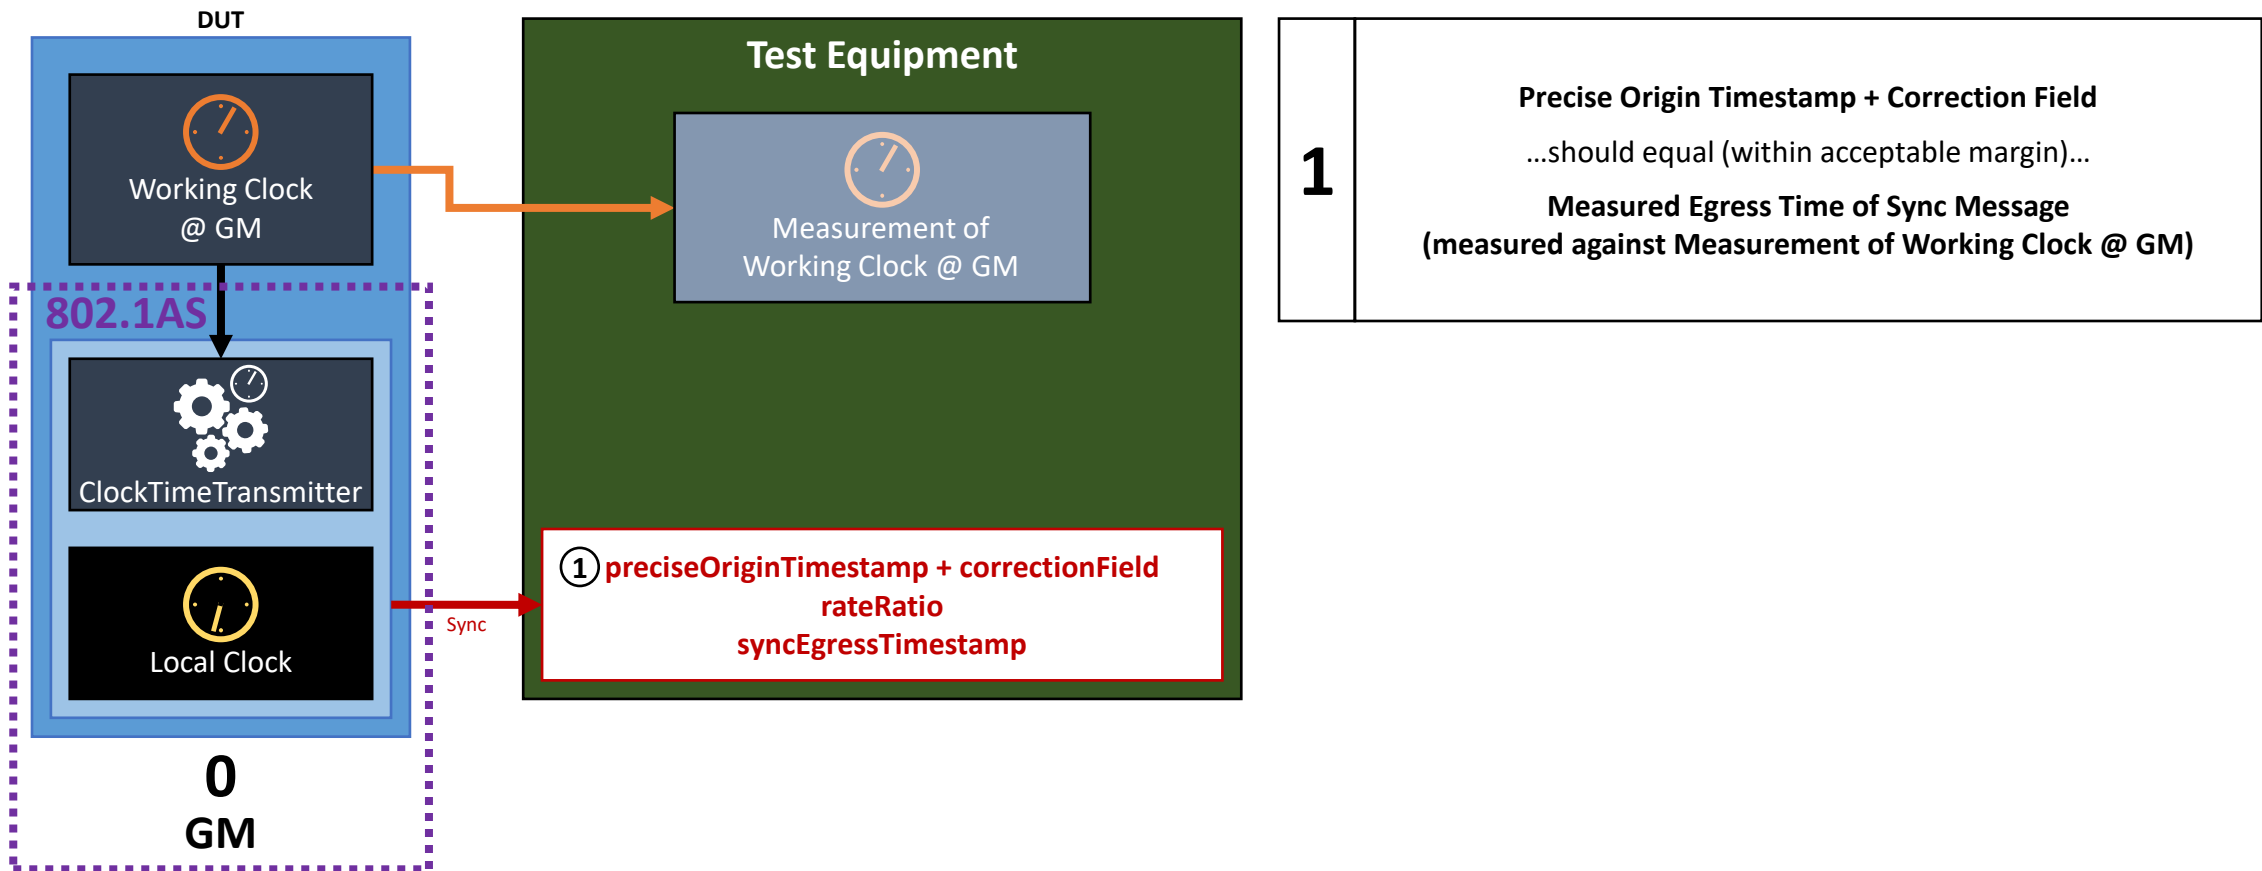 DUT
Working Clock
@ GM
802.1AS
ClockTimeTransmitter
Local Clock
0
GM
Sync
Test Equipment
Measurement of
Working Clock @ GM
1 preciseOriginTimestamp + correctionField
rateRatio
syncEgressTimestamp
1
Precise Origin Timestamp + Correction Field
...should equal (within acceptable margin)...
Measured Egress Time of Sync Message
(measured against Measurement of Working Clock @ GM)